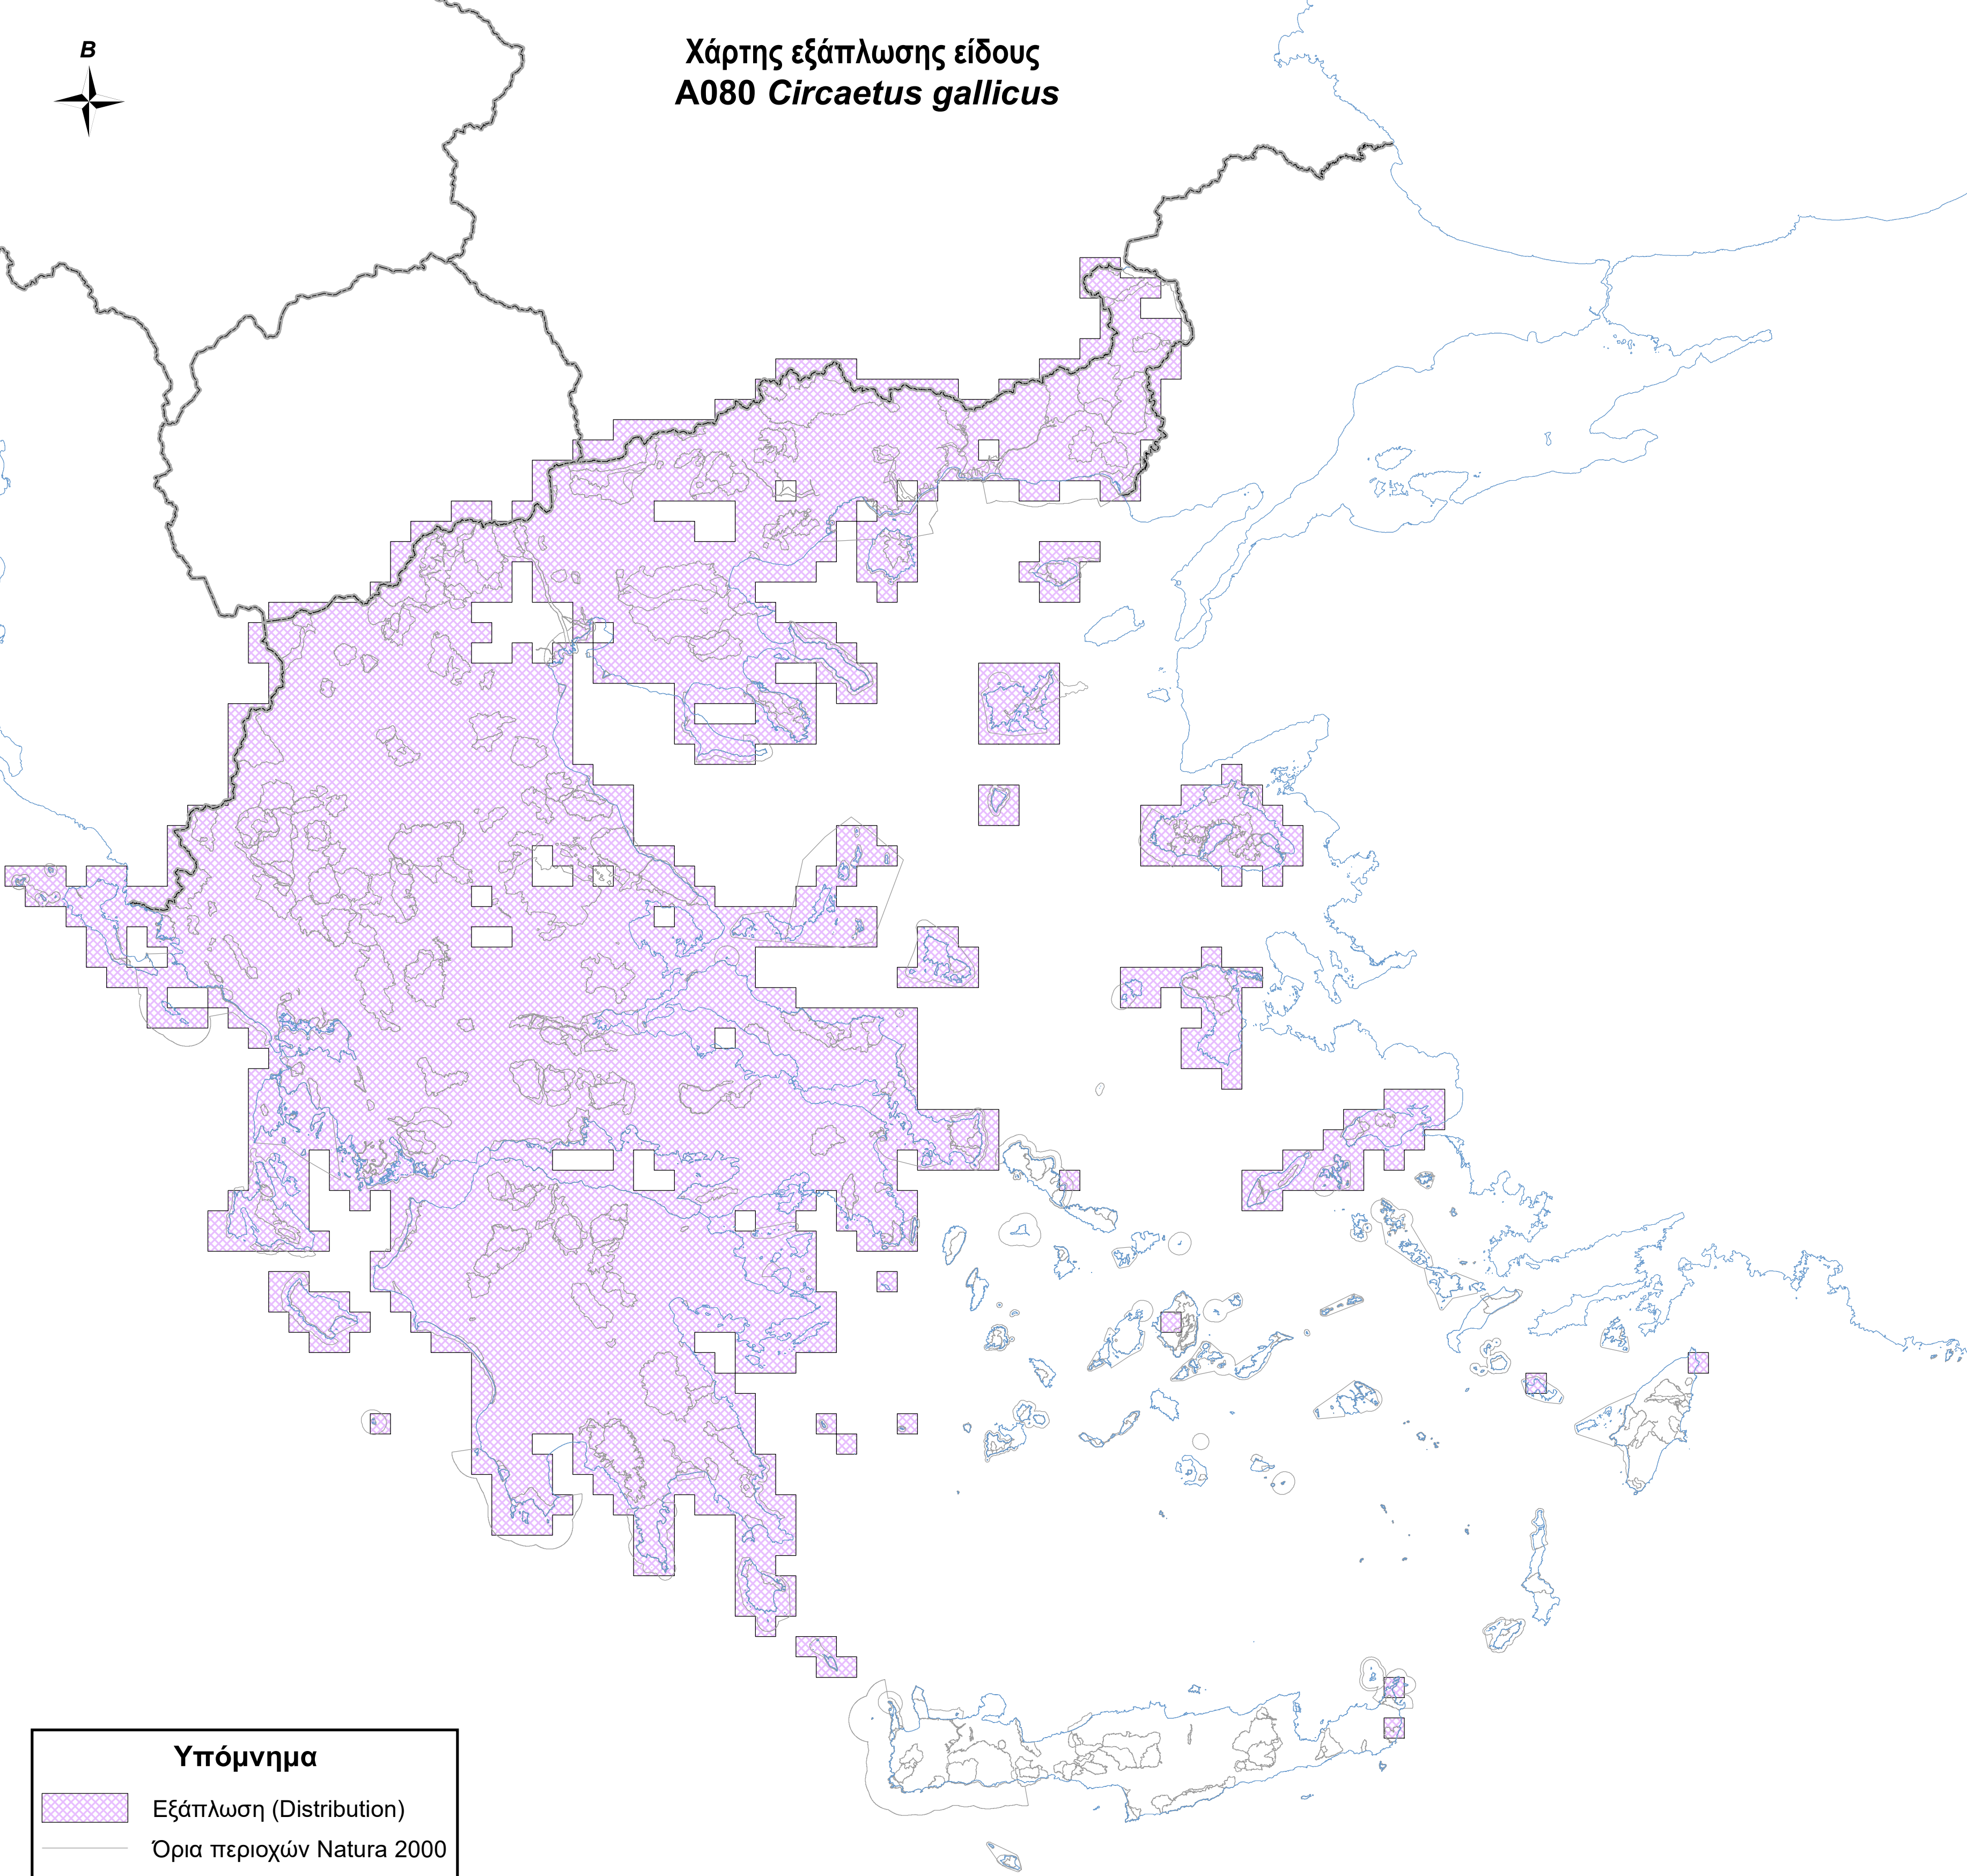 B
Χάρτης εξάπλωσης είδους
A080 Circaetus gallicus
Υπόμνημα
Εξάπλωση (Distribution)
Όρια περιοχών Natura 2000